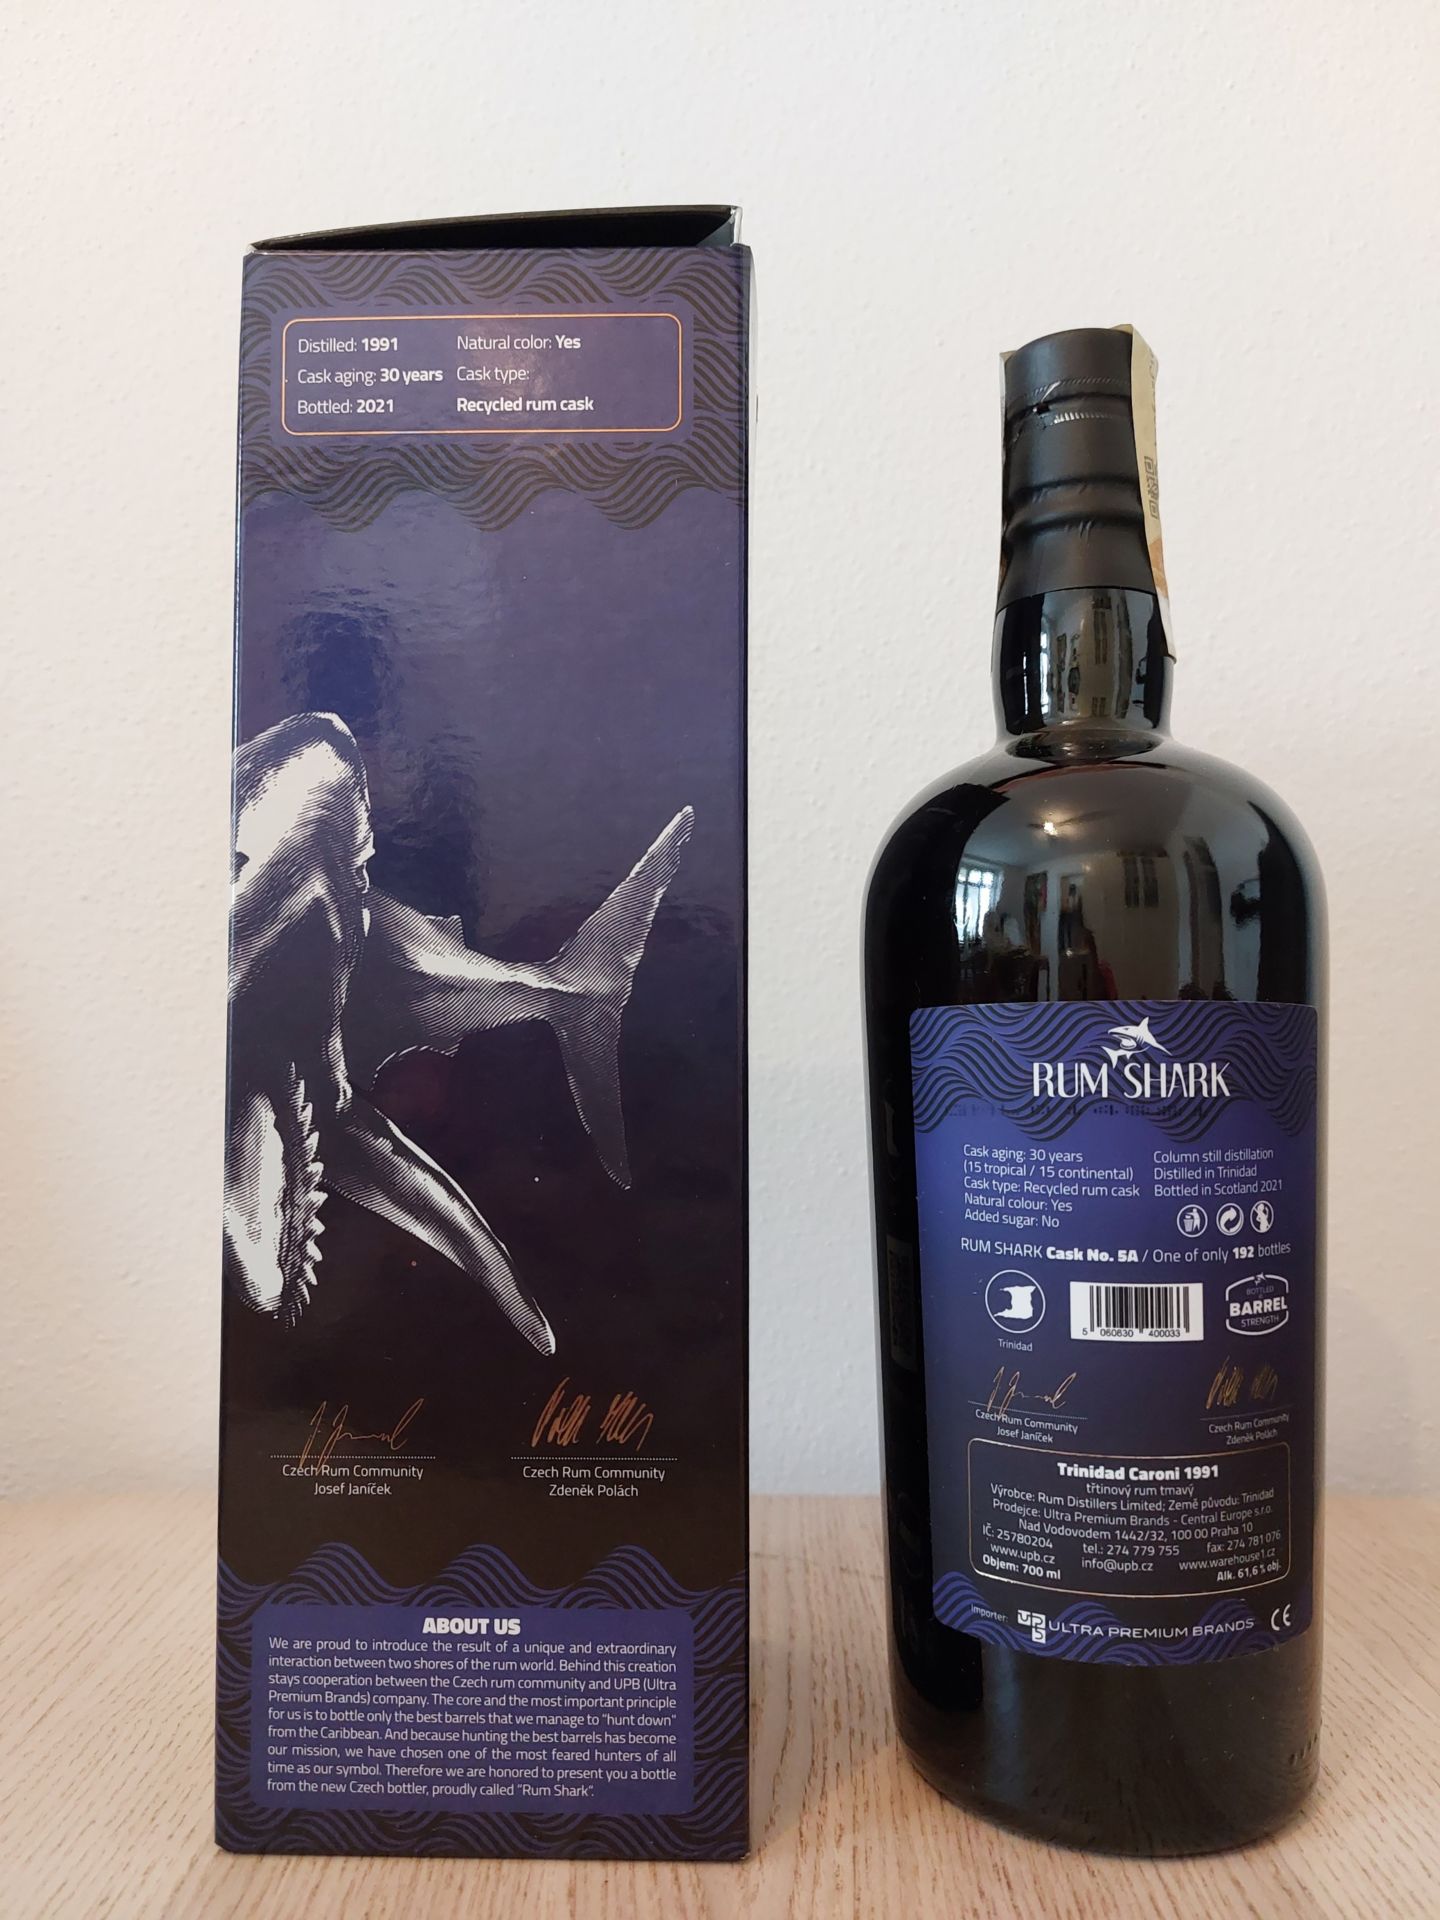 Distilled: 1991
Cask aging: 30 years
Bottled: 2021
Natural color: Yes
Cask type:
Recycled rum cask
Czech Rum Community
Josef Janíček
Czech Rum Community
Zdeněk Polách
ABOUT US
We are proud to introduce the result of a unique and extraordinary
interaction between two shores of the rum world. Behind this creation
stays cooperation between the Czech rum community and UPB (Ultra
Premium Brands) company. The core and the most important principle
for us is to bottle only the best barrels that we manage to “hunt down”
from the Caribbean. And because hunting the best barrels has become
our mission, we have chosen one of the most feared hunters of all
time as our symbol. Therefore we are honored to present you a bottle
from the new Czech bottler, proudly called “Rum Shark”.
RUM SHARK
Cask aging: 30 years
(15 tropical / 15 continental)
Cask type: Recycled rum cask
Natural colour: Yes
Added sugar: No
Column still distillation
Distilled in Trinidad
Bottled in Scotland 2021
RUM SHARK Cask No. 5A / One of only 192 bottles
Trinidad
5 060630 400033
BOTTLED
BARREL
STRENGTH
Czech Rum Community
Josef Janíček
Czech Rum Community
Zdeněk Polách
Trinidad Caroni 1991
třtinový rum tmavý
Výrobce: Rum Distillers Limited; Země původu: Trinidad
Prodejce: Ultra Premium Brands - Central Europe s.r.o.
Nad Vodovodem 1442/32, 100 00 Praha 10
IČ: 25780204 tel.: 274 779 755 fax: 274 781 076
www.upb.cz info@upb.cz www.warehouse1.cz
Objem: 700 ml Alk. 61,6 % obj.
importer: UPB ULTRA PREMIUM BRANDS CE